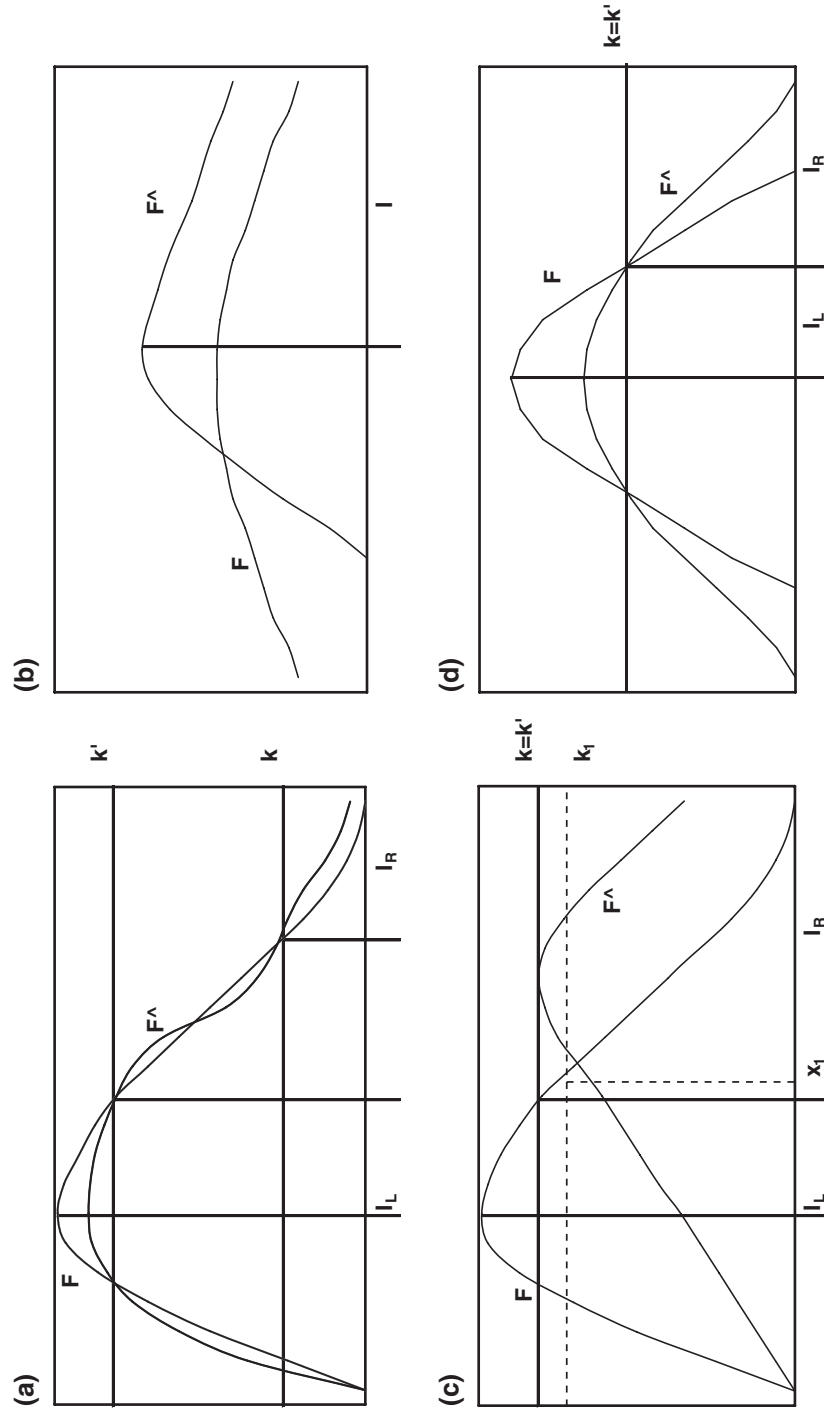 (a)
F
F^
k'
k
I_L
I_R
(b)
F
F^
I
(c)
F
F^
k=k'
k_1
I_L
x_1
I_R
(d)
F
F^
k=k'
I_L
I_R